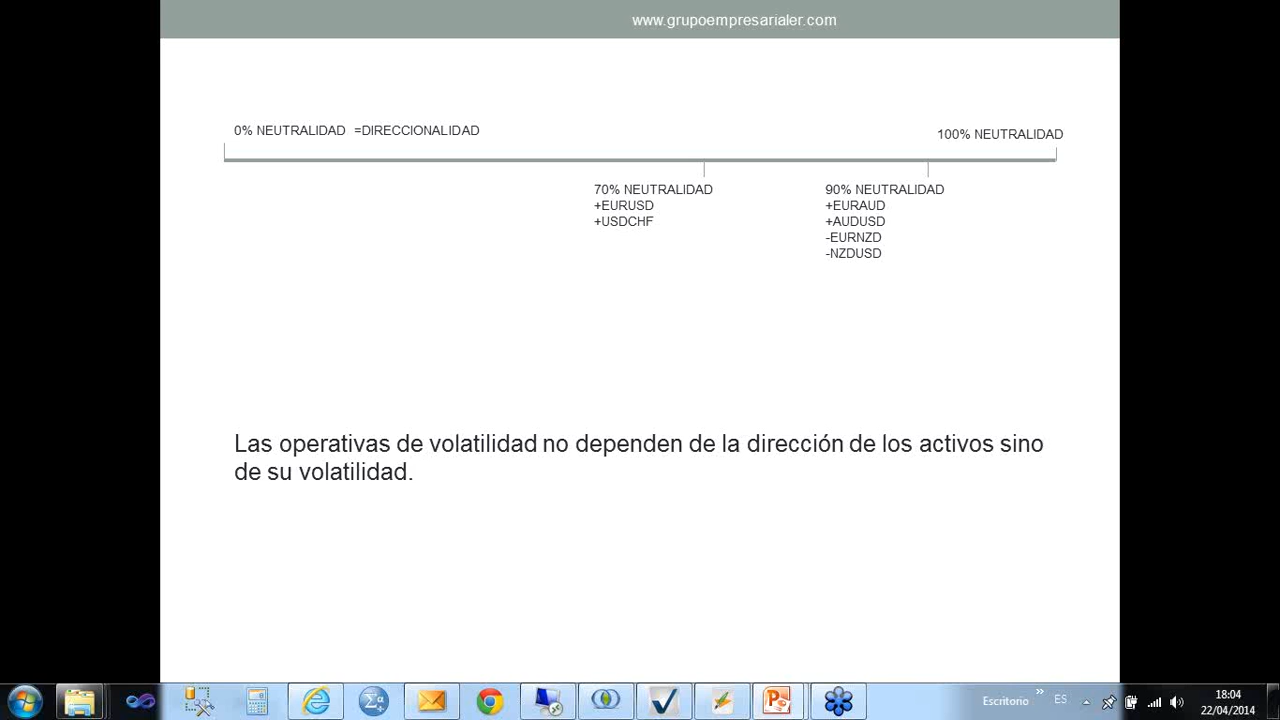 www.grupoempresarialer.com
0% NEUTRALIDAD =DIRECCIONALIDAD
100% NEUTRALIDAD
70% NEUTRALIDAD
+EURUSD
+USDCHF
90% NEUTRALIDAD
+EURAUD
+AUDUSD
-EURNZD
-NZDUSD
Las operativas de volatilidad no dependen de la dirección de los activos sino
de su volatilidad.
Escritorio
ES
18:04
22/04/2014